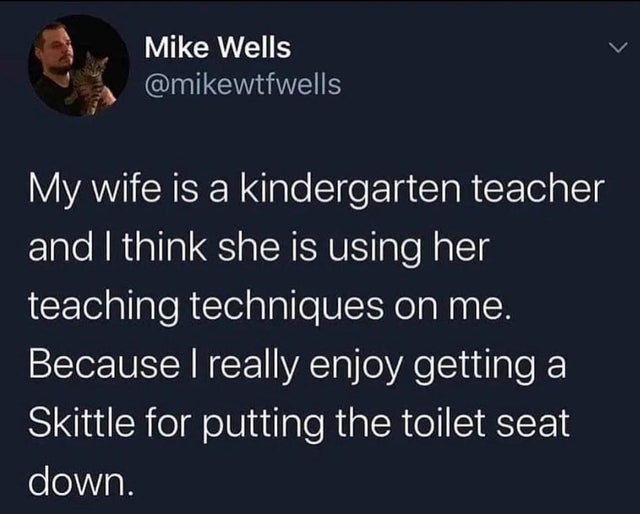 Mike Wells
@mikewtfwells
My wife is a kindergarten teacher
and I think she is using her
teaching techniques on me.
Because I really enjoy getting a
Skittle for putting the toilet seat
down.